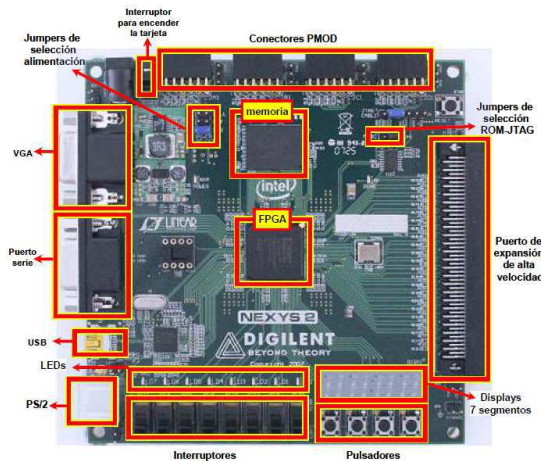 Interruptor
para encender
la tarjeta
Jumpers de
selección
alimentación
Conectores PMOD
memoria
Jumpers de
selección
ROM-JTAG
VGA
intel
FPGA
LINEAR
Puerto
serie
Puerto de
expansión
de alta
velocidad
NEXYS 2
DIGILENT
BEYOND THEORY
USB
LEDs
PS/2
Displays
7 segmentos
Interruptores
Pulsadores